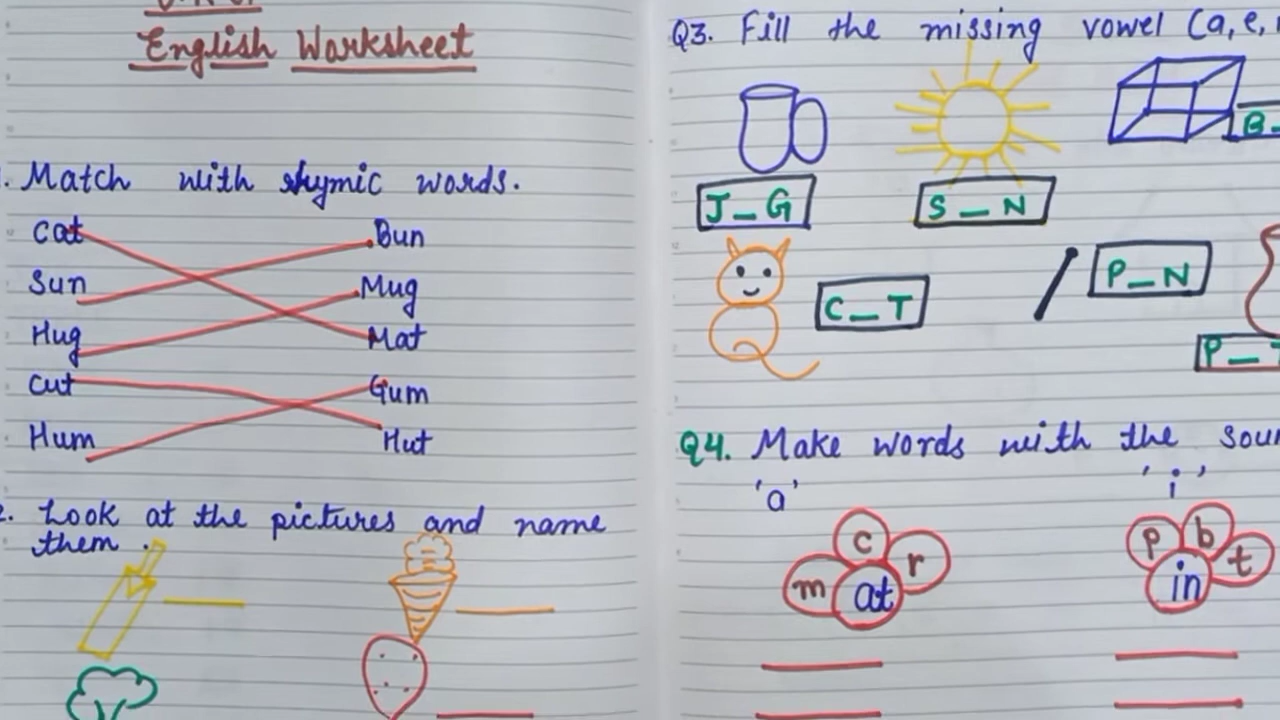 English Worksheet
. Match with rhymic words.
Cat Bun
Sun Mug
Hug Mat
Cut Gum
Hum Hut
2. Look at the pictures and name
them.
Q3. Fill the missing vowel (a, e,
B_
J_G S_N
C_T P_N
P_
Q4. Make words with the
'a' 'i'
c p b
m at r in t